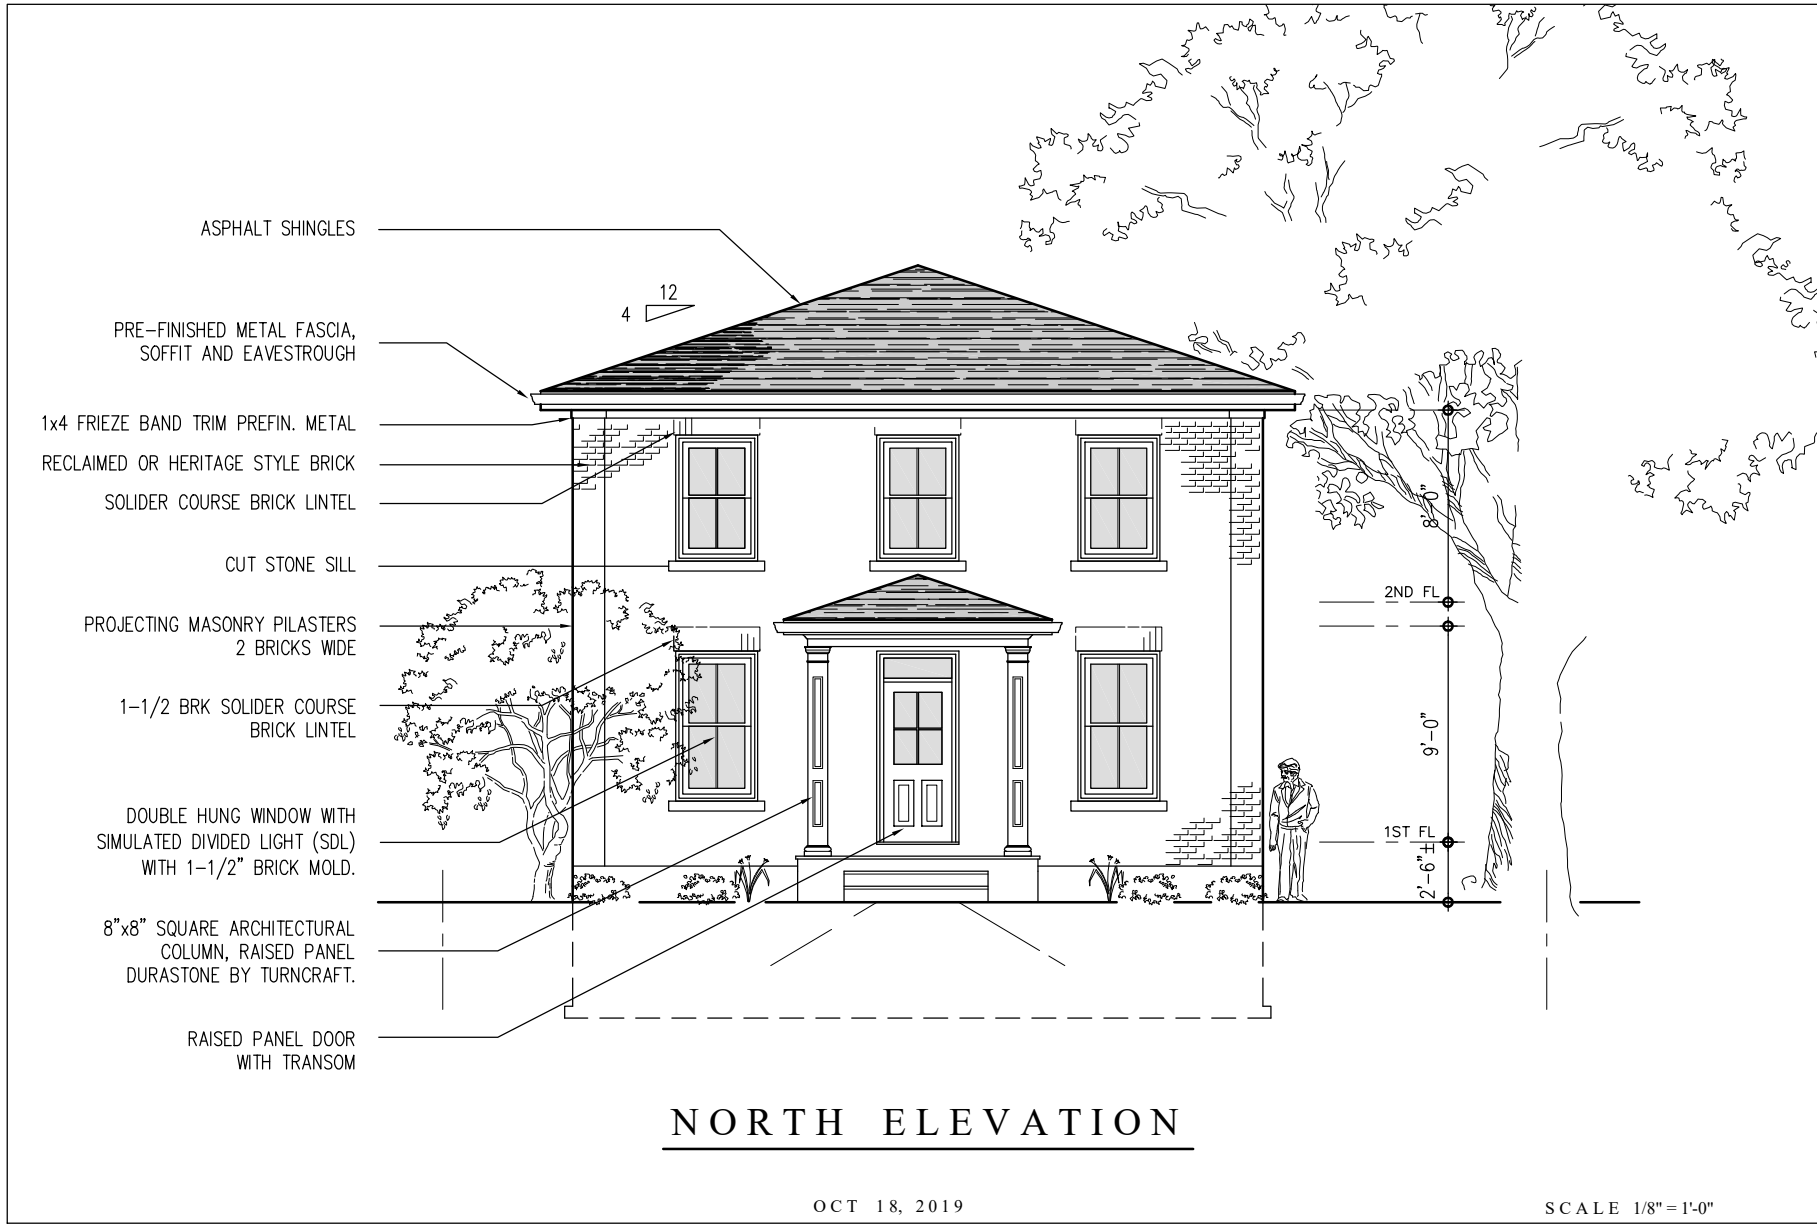 ASPHALT SHINGLES
12
4
PRE-FINISHED METAL FASCIA,
SOFFIT AND EAVESTROUGH
1x4 FRIEZE BAND TRIM PREFIN. METAL
RECLAIMED OR HERITAGE STYLE BRICK
SOLIDER COURSE BRICK LINTEL
CUT STONE SILL
PROJECTING MASONRY PILASTERS
2 BRICKS WIDE
1-1/2 BRK SOLIDER COURSE
BRICK LINTEL
DOUBLE HUNG WINDOW WITH
SIMULATED DIVIDED LIGHT (SDL)
WITH 1-1/2" BRICK MOLD.
8"x8" SQUARE ARCHITECTURAL
COLUMN, RAISED PANEL
DURASTONE BY TURNCRAFT.
RAISED PANEL DOOR
WITH TRANSOM
8'-0"
2ND FL
9'-0"
1ST FL
2'-6"±
NORTH ELEVATION
OCT 18, 2019
SCALE 1/8" = 1'-0"